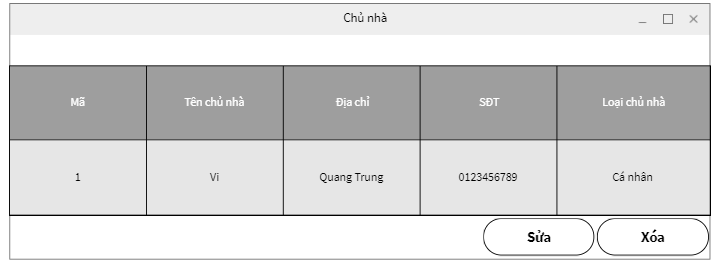 Chủ nhà
Mã Tên chủ nhà Địa chỉ SĐT Loại chủ nhà
1 Vi Quang Trung 0123456789 Cá nhân
Sửa Xóa